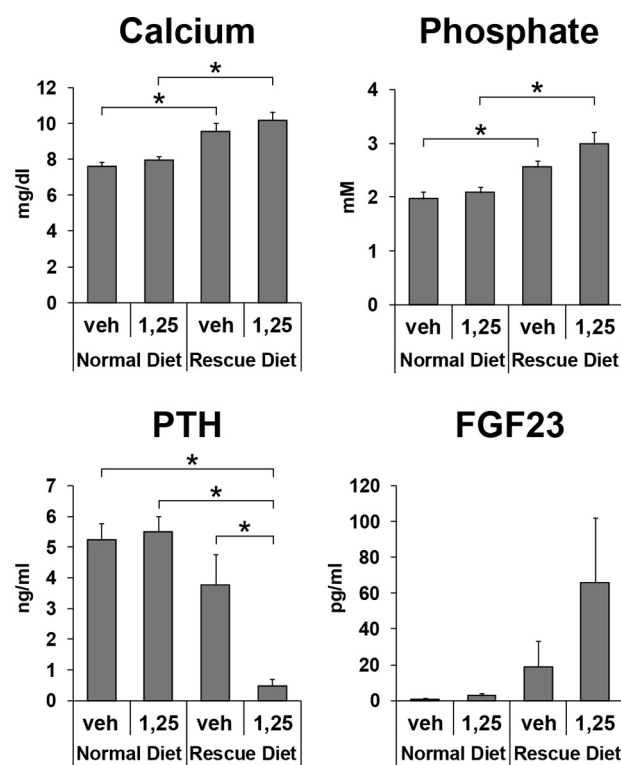 Calcium
12
10
8
6
4
2
0
mg/dl
*
*
veh 1,25 veh 1,25
Normal Diet Rescue Diet
Phosphate
4
3
2
1
0
mM
*
*
veh 1,25 veh 1,25
Normal Diet Rescue Diet
PTH
7
6
5
4
3
2
1
0
ng/ml
*
*
*
veh 1,25 veh 1,25
Normal Diet Rescue Diet
FGF23
120
100
80
60
40
20
0
pg/ml
veh 1,25 veh 1,25
Normal Diet Rescue Diet